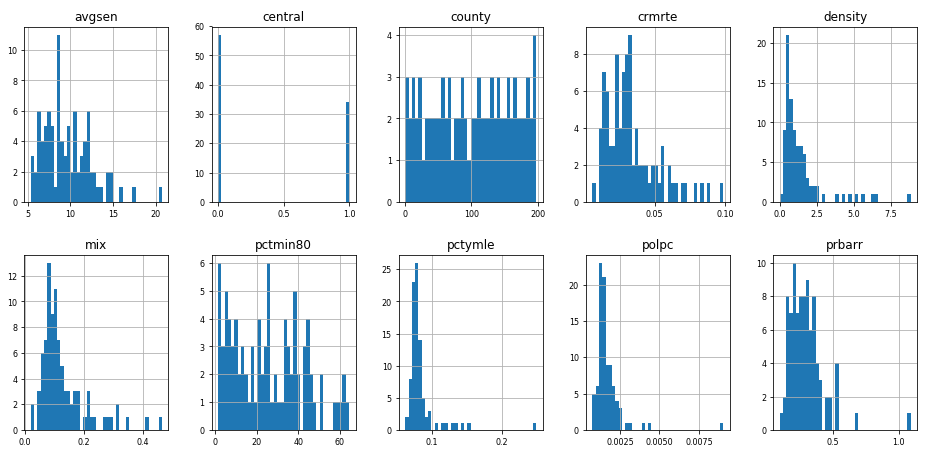 avgsen central county crmrte density
10 8 6 4 2 0
5 10 15 20
60 50 40 30 20 10 0
0.0 0.5 1.0
4 3 2 1 0
0 100 200
8 6 4 2 0
0.05 0.10
20 15 10 5 0
0.0 2.5 5.0 7.5
mix pctmin80 pctymle polpc prbarr
12 10 8 6 4 2 0
0.0 0.2 0.4
6 5 4 3 2 1 0
0 20 40 60
25 20 15 10 5 0
0.1 0.2
20 15 10 5 0
0.0025 0.0050 0.0075
10 8 6 4 2 0
0.5 1.0